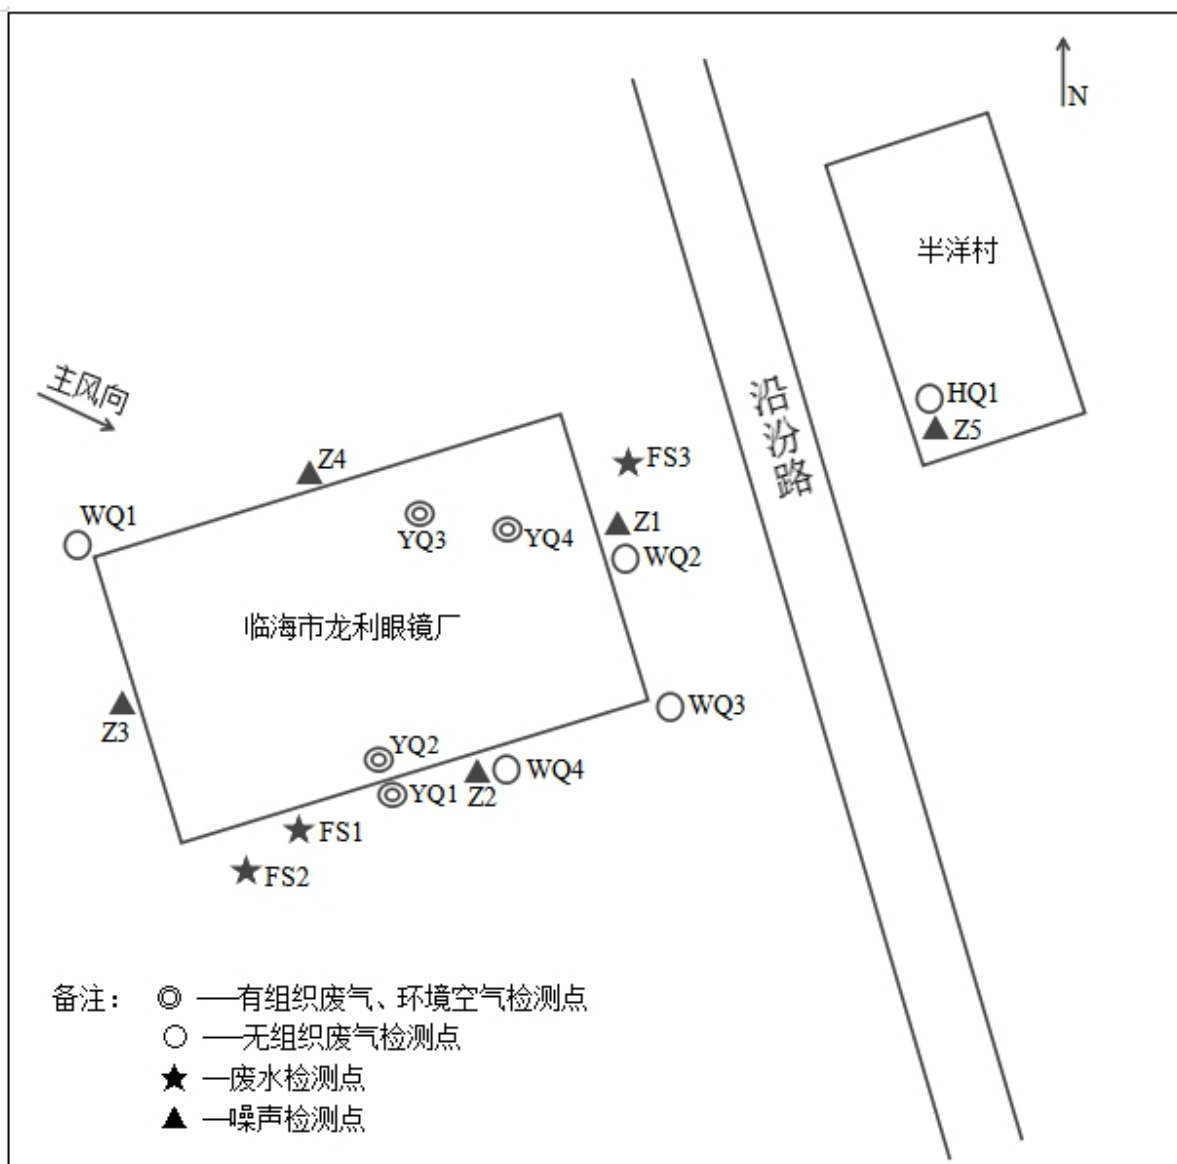 N
半洋村
主风向
沿汾路
HQ1
Z5
Z4
FS3
WQ1
YQ3
YQ4
Z1
WQ2
临海市龙利眼镜厂
Z3
WQ3
YQ2
WQ4
YQ1
Z2
FS1
FS2
备注： ◎ —有组织废气、环境空气检测点
○ —无组织废气检测点
★ —废水检测点
▲ —噪声检测点